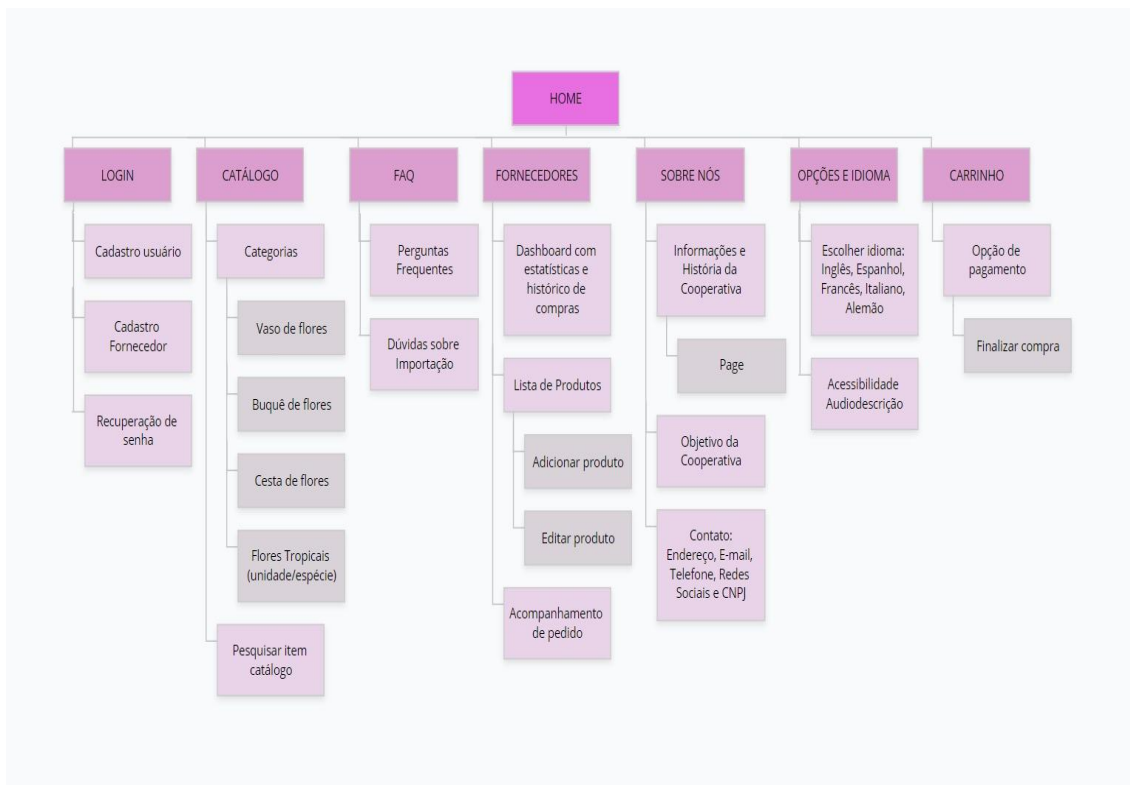 HOME
LOGIN
Cadastro usuário
Cadastro
Fornecedor
Recuperação de
senha
CATÁLOGO
Categorias
Vaso de flores
Buquê de flores
Cesta de flores
Flores Tropicais
(unidade/espécie)
Pesquisar item
catálogo
FAQ
Perguntas
Frequentes
Dúvidas sobre
Importação
FORNECEDORES
Dashboard com
estatísticas e
histórico de
compras
Lista de Produtos
Adicionar produto
Editar produto
Acompanhamento
de pedido
SOBRE NÓS
Informações e
História da
Cooperativa
Page
Objetivo da
Cooperativa
Contato:
Endereço, E-mail,
Telefone, Redes
Sociais e CNPJ
OPÇÕES E IDIOMA
Escolher idioma:
Inglês, Espanhol,
Francês, Italiano,
Alemão
Acessibilidade
Audiodescrição
CARRINHO
Opção de
pagamento
Finalizar compra